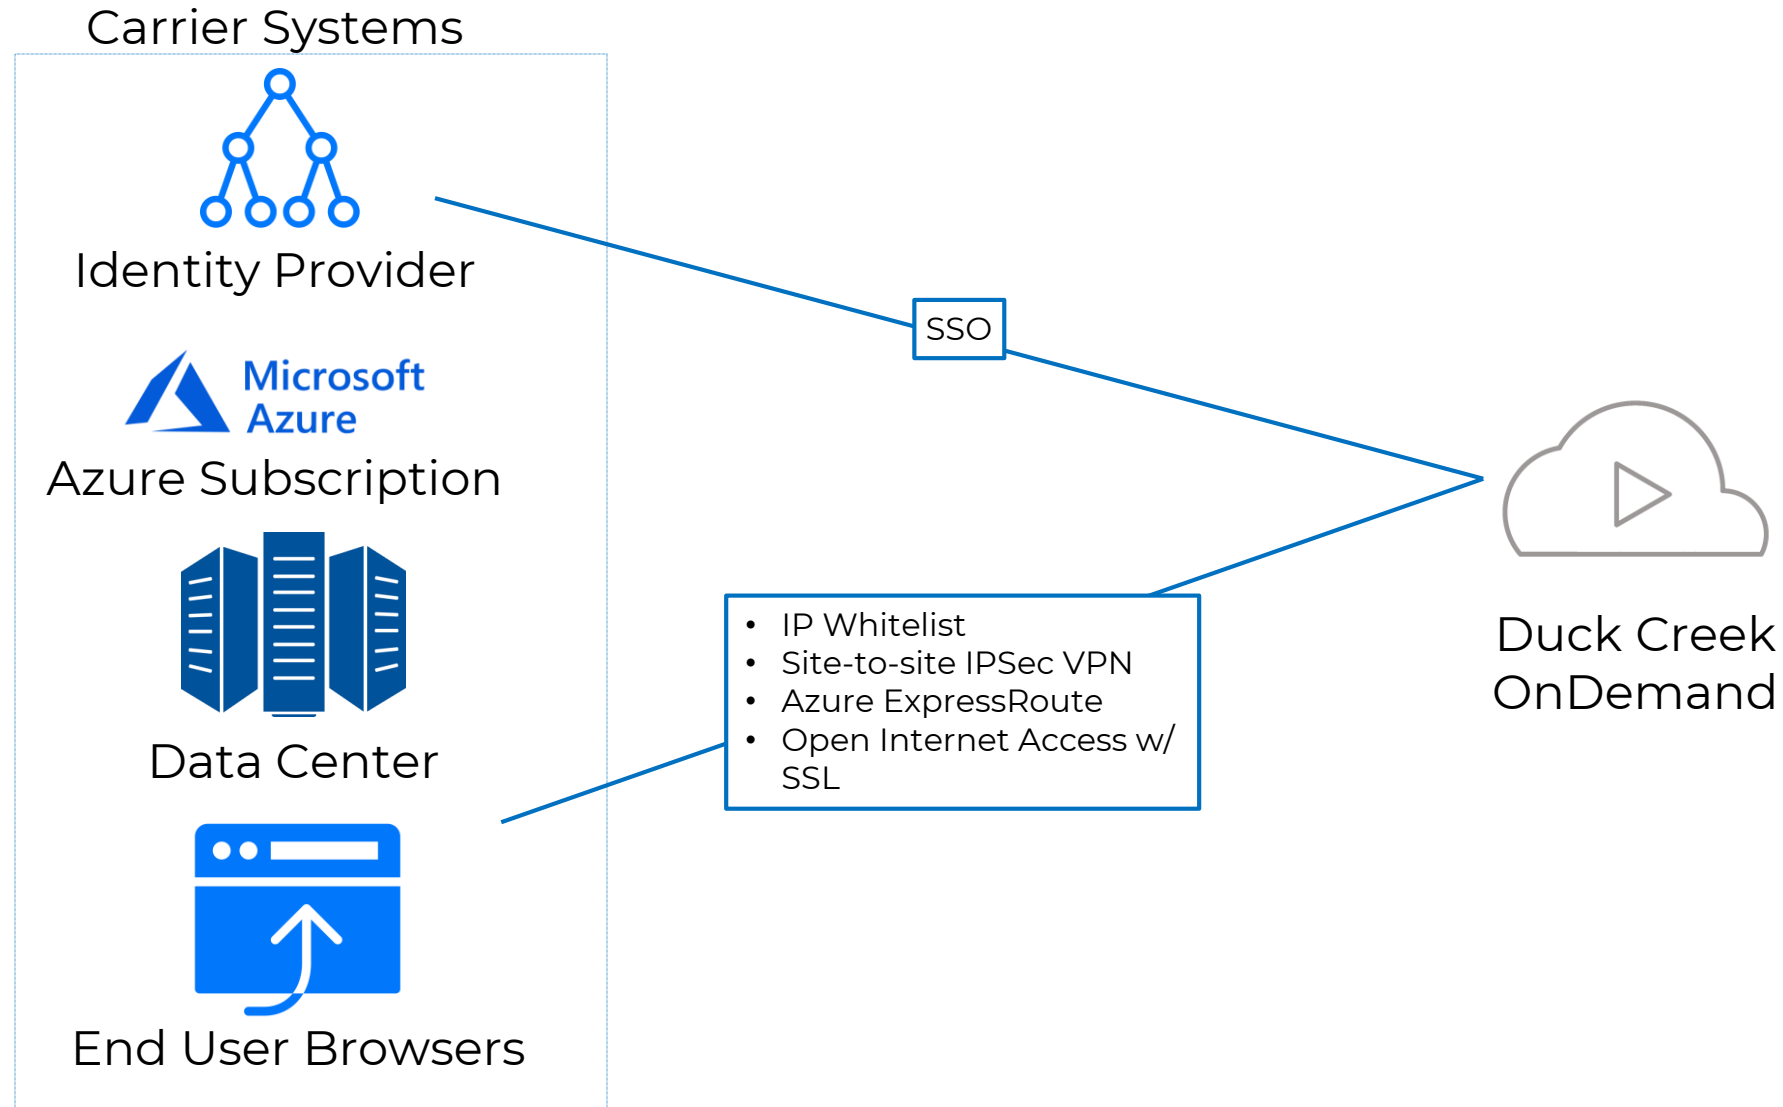 Carrier Systems
Identity Provider
SSO
Microsoft
Azure
Azure Subscription
• IP Whitelist
• Site-to-site IPSec VPN
• Azure ExpressRoute
• Open Internet Access w/
SSL
Duck Creek
OnDemand
Data Center
End User Browsers